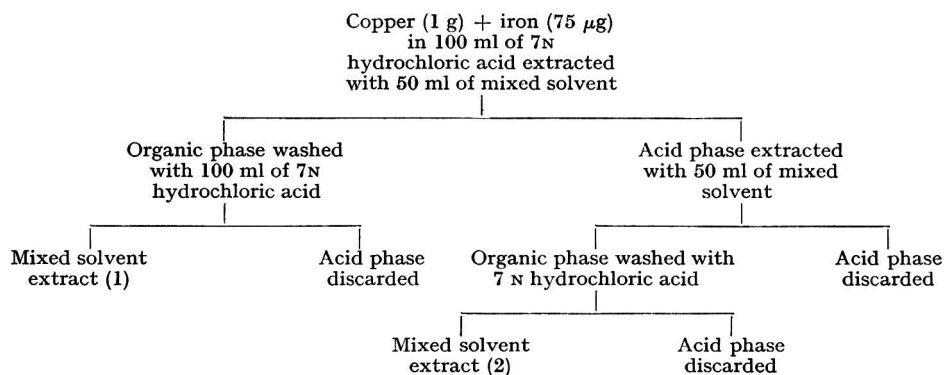 Copper (1 g) + iron (75 μg)
in 100 ml of 7N
hydrochloric acid extracted
with 50 ml of mixed solvent
Organic phase washed
with 100 ml of 7N
hydrochloric acid
Acid phase extracted
with 50 ml of mixed
solvent
Mixed solvent
extract (1)
Acid phase
discarded
Organic phase washed with
7 N hydrochloric acid
Acid phase
discarded
Mixed solvent
extract (2)
Acid phase
discarded